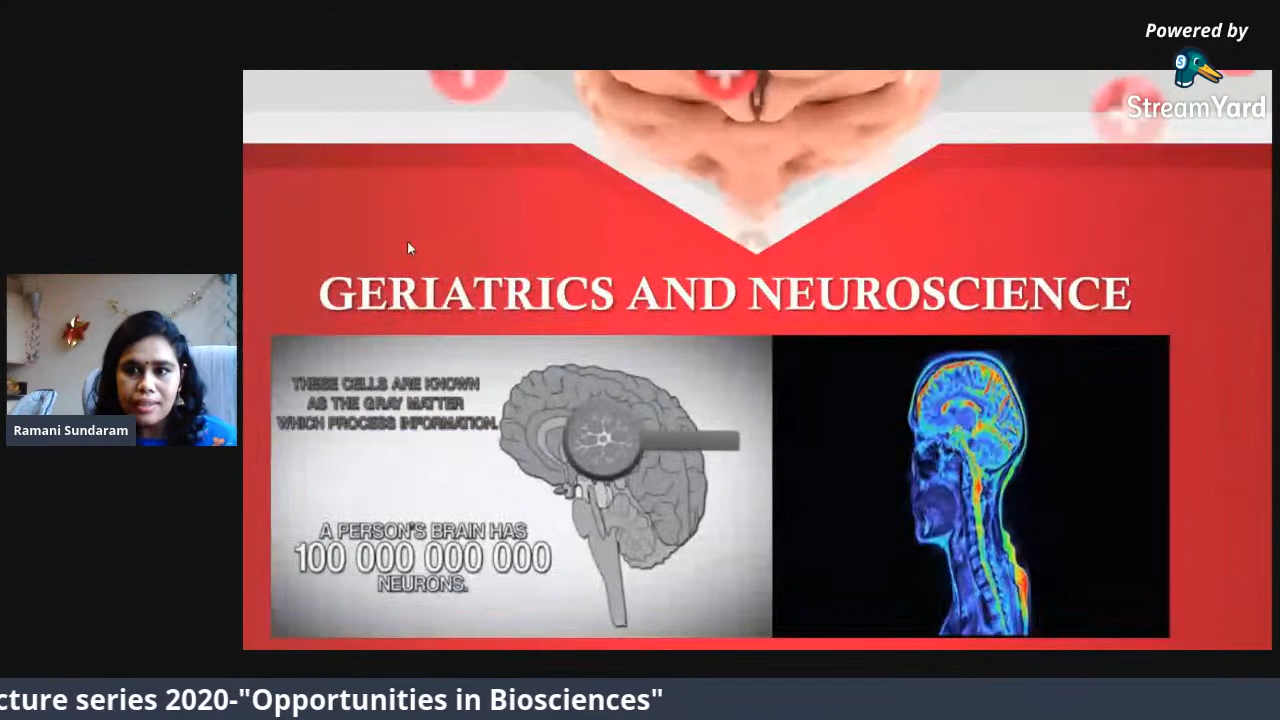 Powered by
StreamYard
GERIATRICS AND NEUROSCIENCE
THESE CELLS ARE KNOWN
AS THE GRAY MATTER
WHICH PROCESS INFORMATION.
A PERSON'S BRAIN HAS
100 000 000 000
NEURONS.
Ramani Sundaram
cture series 2020-"Opportunities in Biosciences"